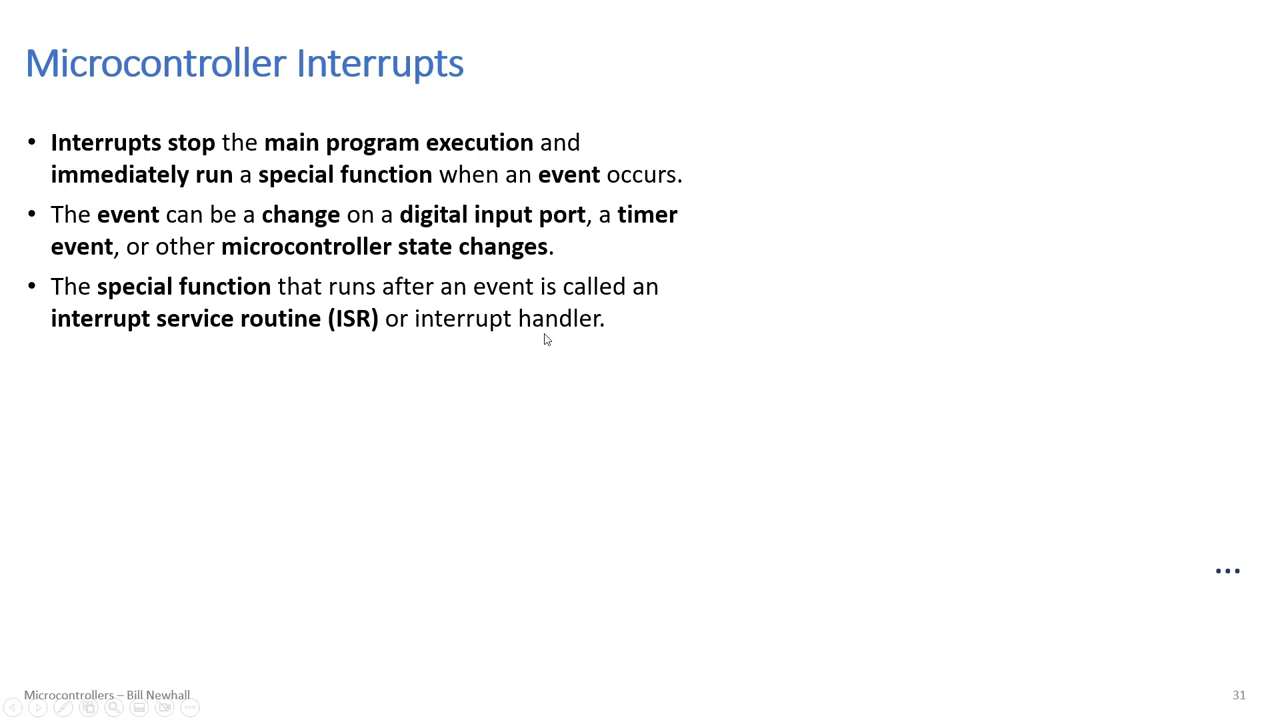 Microcontroller Interrupts
• Interrupts stop the main program execution and
immediately run a special function when an event occurs.
• The event can be a change on a digital input port, a timer
event, or other microcontroller state changes.
• The special function that runs after an event is called an
interrupt service routine (ISR) or interrupt handler.
...
Microcontrollers – Bill Newhall
31